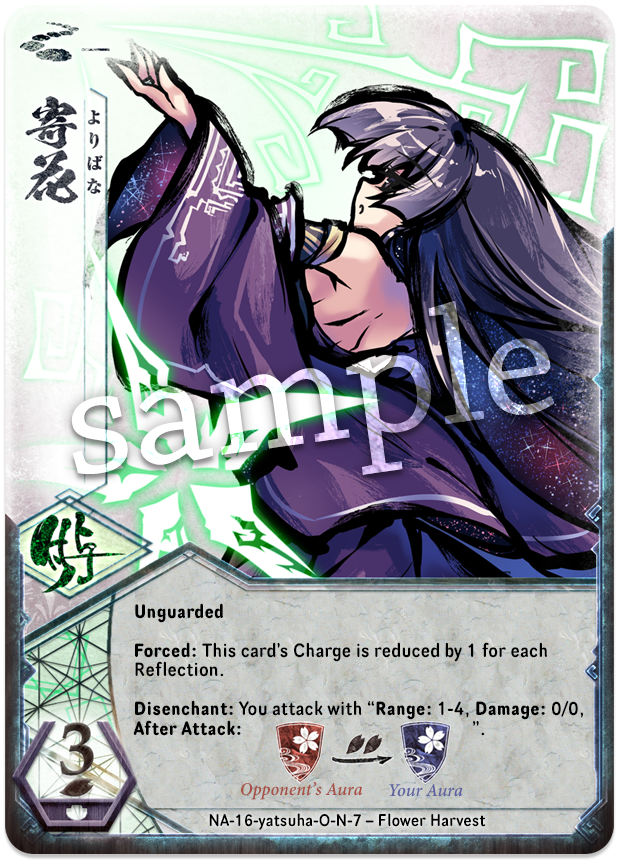 寄花
よりばな
sample
Unguarded
Forced: This card's Charge is reduced by 1 for each
Reflection.
Disenchant: You attack with “Range: 1-4, Damage: 0/0,
After Attack: ”.
Opponent's Aura Your Aura
3
NA-16-yatsuha-O-N-7 – Flower Harvest